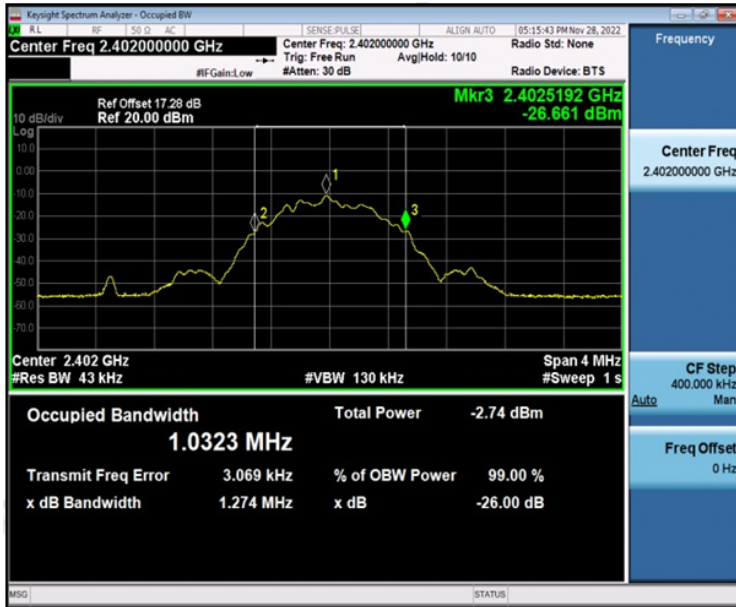 Keysight Spectrum Analyzer - Occupied BW
RL RF 50 Ω AC SENSE:PULSE ALIGN AUTO 05:15:43 PM Nov 28, 2022
Center Freq 2.402000000 GHz
Center Freq: 2.402000000 GHz Radio Std: None
Trig: Free Run Avg|Hold: 10/10
#IFGain:Low #Atten: 30 dB Radio Device: BTS
Frequency
Ref Offset 17.28 dB Mkr3 2.4025192 GHz
10 dB/div Ref 20.00 dBm -26.661 dBm
Log
10.0
0.00
-10.0
-20.0
-30.0
-40.0
-50.0
-60.0
-70.0
1
2
3
Center 2.402 GHz Span 4 MHz
#Res BW 43 kHz #VBW 130 kHz #Sweep 1 s
Occupied Bandwidth Total Power -2.74 dBm
1.0323 MHz
Transmit Freq Error 3.069 kHz % of OBW Power 99.00 %
x dB Bandwidth 1.274 MHz x dB -26.00 dB
Center Freq
2.402000000 GHz
CF Step
400.000 kHz
Auto Man
Freq Offset
0 Hz
MSG STATUS